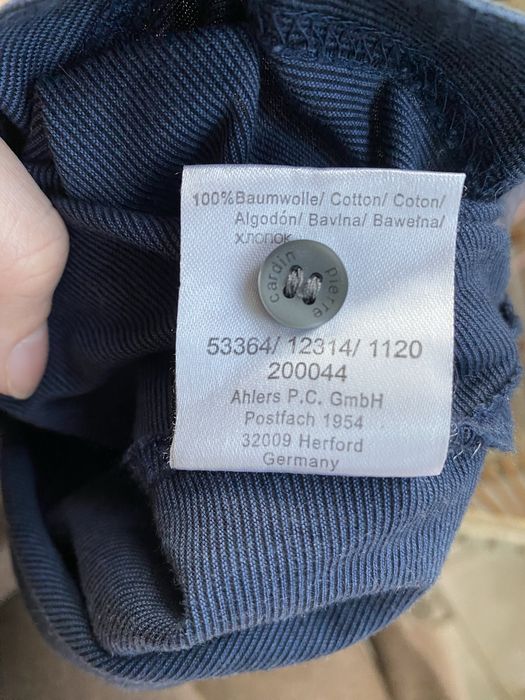 100%Baumwolle/ Cotton/ Coton/
Algodón/ Bavlna/ Bawełna/
хлопок
pierre cardin
53364/ 12314/ 1120
200044
Ahlers P.C. GmbH
Postfach 1954
32009 Herford
Germany